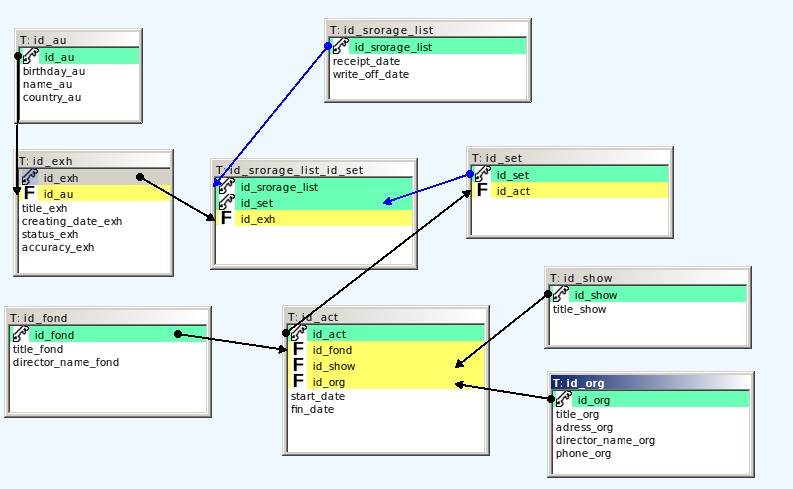 T: id_au
id_au
birthday_au
name_au
country_au
T: id_srorage_list
id_srorage_list
receipt_date
write_off_date
T: id_exh
id_exh
F id_au
title_exh
creating_date_exh
status_exh
accuracy_exh
T: id_srorage_list_id_set
id_srorage_list
id_set
F id_exh
T: id_set
id_set
F id_act
T: id_fond
id_fond
title_fond
director_name_fond
T: id_act
id_act
F id_fond
F id_show
F id_org
start_date
fin_date
T: id_show
id_show
title_show
T: id_org
id_org
title_org
adress_org
director_name_org
phone_org